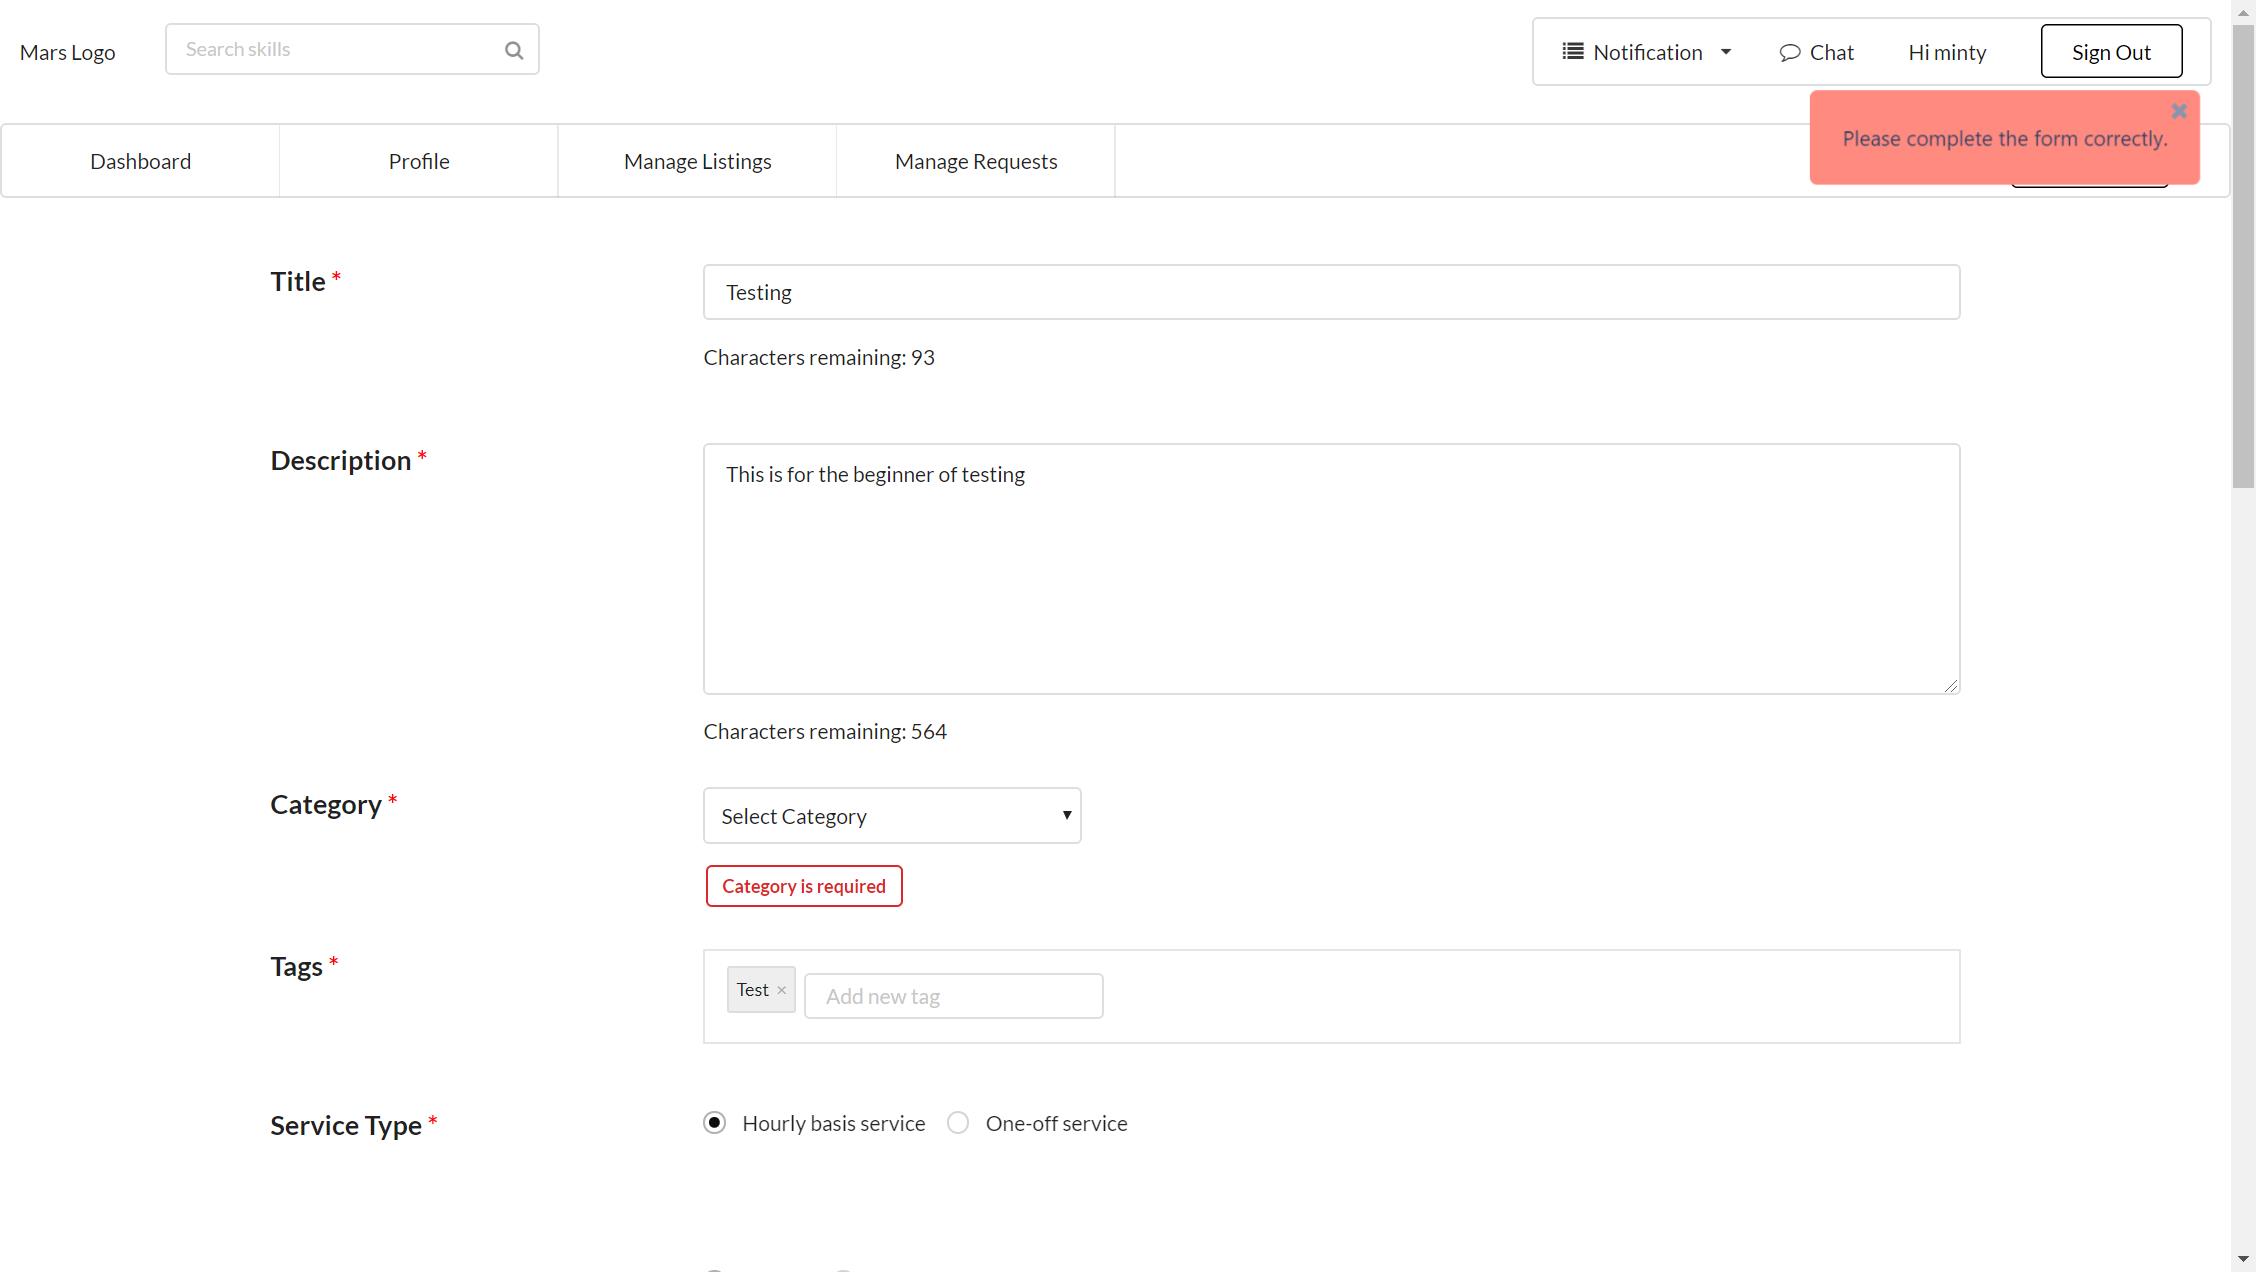 Mars Logo
Search skills
Notification
Chat
Hi minty
Sign Out
Please complete the form correctly.
Dashboard
Profile
Manage Listings
Manage Requests
Title *
Testing
Characters remaining: 93
Description *
This is for the beginner of testing
Characters remaining: 564
Category *
Select Category
Category is required
Tags *
Test ×
Add new tag
Service Type *
Hourly basis service
One-off service